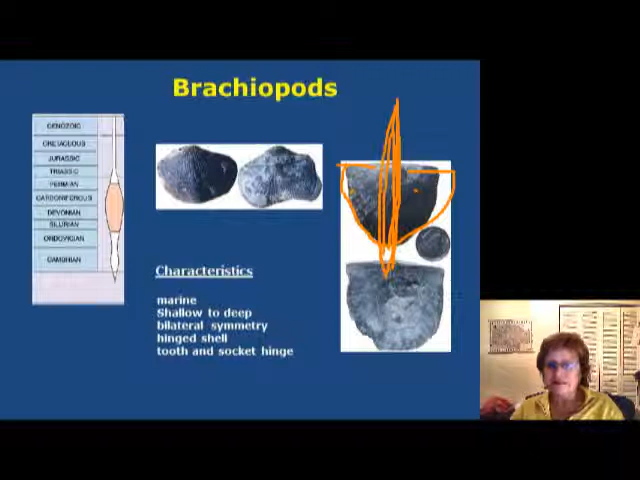 Brachiopods
CENOZOIC
CRETACEOUS
JURASSIC
TRIASSIC
PERMIAN
CARBONIFEROUS
DEVONIAN
SILURIAN
ORDOVICIAN
CAMBRIAN
Characteristics
marine
Shallow to deep
bilateral symmetry
hinged shell
tooth and socket hinge